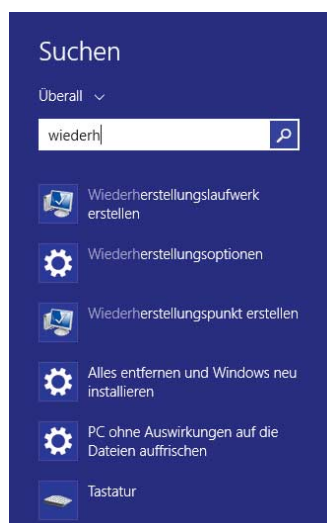 Suchen
Überall
wiederh
Wiederherstellungslaufwerk
erstellen
Wiederherstellungsoptionen
Wiederherstellungspunkt erstellen
Alles entfernen und Windows neu
installieren
PC ohne Auswirkungen auf die
Dateien auffrischen
Tastatur